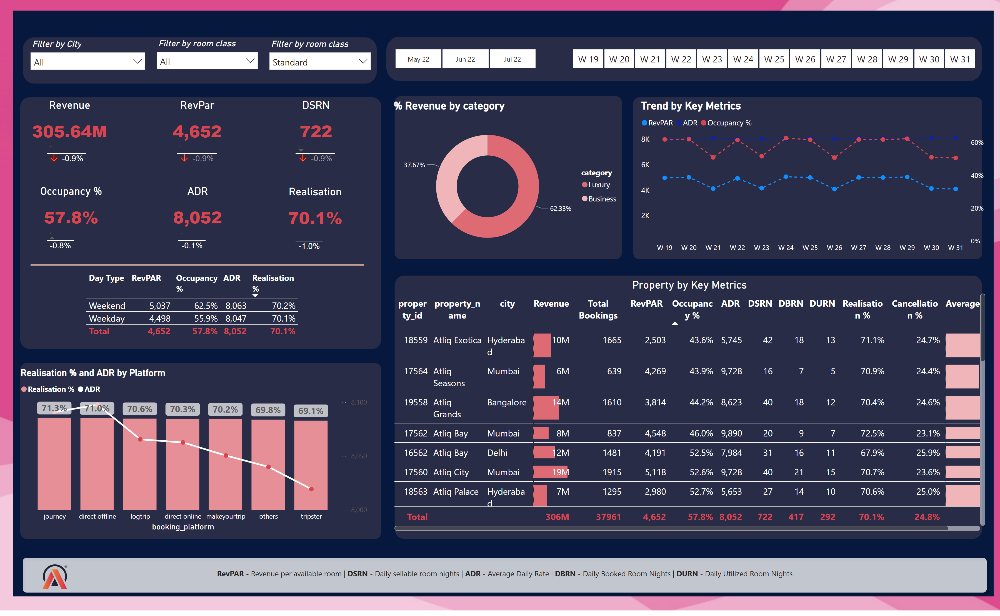 Filter by City
Filter by room class
Filter by room class
All
All
Standard
May 22
Jun 22
Jul 22
W 19
W 20
W 21
W 22
W 23
W 24
W 25
W 26
W 27
W 28
W 29
W 30
W 31
Revenue
RevPar
DSRN
305.64M
4,652
722
-0.9%
-0.9%
-0.9%
Occupancy %
ADR
Realisation
57.8%
8,052
70.1%
-0.8%
-0.1%
-1.0%
Day Type RevPAR Occupancy % ADR Realisation %
Weekend 5,037 62.5% 8,063 70.2%
Weekday 4,498 55.9% 8,047 70.1%
Total 4,652 57.8% 8,052 70.1%
Realisation % and ADR by Platform
Realisation % ADR
71.3% 71.0% 70.6% 70.3% 70.2% 69.8% 69.1%
8,100
8,050
8,000
journey direct offline logtrip direct online makeyourtrip others tripster
booking_platform
% Revenue by category
37.67%
62.33%
category
Luxury
Business
Trend by Key Metrics
RevPAR ADR Occupancy %
8K
6K
4K
2K
60%
40%
20%
0%
W 19 W 20 W 21 W 22 W 23 W 24 W 25 W 26 W 27 W 28 W 29 W 30 W 31
Property by Key Metrics
proper property_n city Revenue Total RevPAR Occupanc ADR DSRN DBRN DURN Realisatio Cancellatio Average
ty_id ame Bookings y % n % n %
18559 Atliq Exotica Hyderaba 10M 1665 2,503 43.6% 5,745 42 18 13 71.1% 24.7%
d
17564 Atliq Mumbai 6M 639 4,269 43.9% 9,728 16 7 5 70.9% 24.4%
Seasons
19558 Atliq Bangalore 14M 1610 3,814 44.2% 8,623 40 18 12 70.4% 24.6%
Grands
17562 Atliq Bay Mumbai 8M 837 4,548 46.0% 9,890 20 9 7 72.5% 23.1%
16562 Atliq Bay Delhi 12M 1481 4,191 52.5% 7,984 31 16 11 67.9% 25.9%
17560 Atliq City Mumbai 19M 1915 5,118 52.6% 9,728 40 21 15 70.7% 23.6%
18563 Atliq Palace Hyderaba 7M 1295 2,980 52.7% 5,653 27 14 10 70.6% 25.0%
d
Total 306M 37961 4,652 57.8% 8,052 722 417 292 70.1% 24.8%
®
RevPAR - Revenue per available room | DSRN - Daily sellable room nights | ADR - Average Daily Rate | DBRN - Daily Booked Room Nights | DURN - Daily Utilized Room Nights